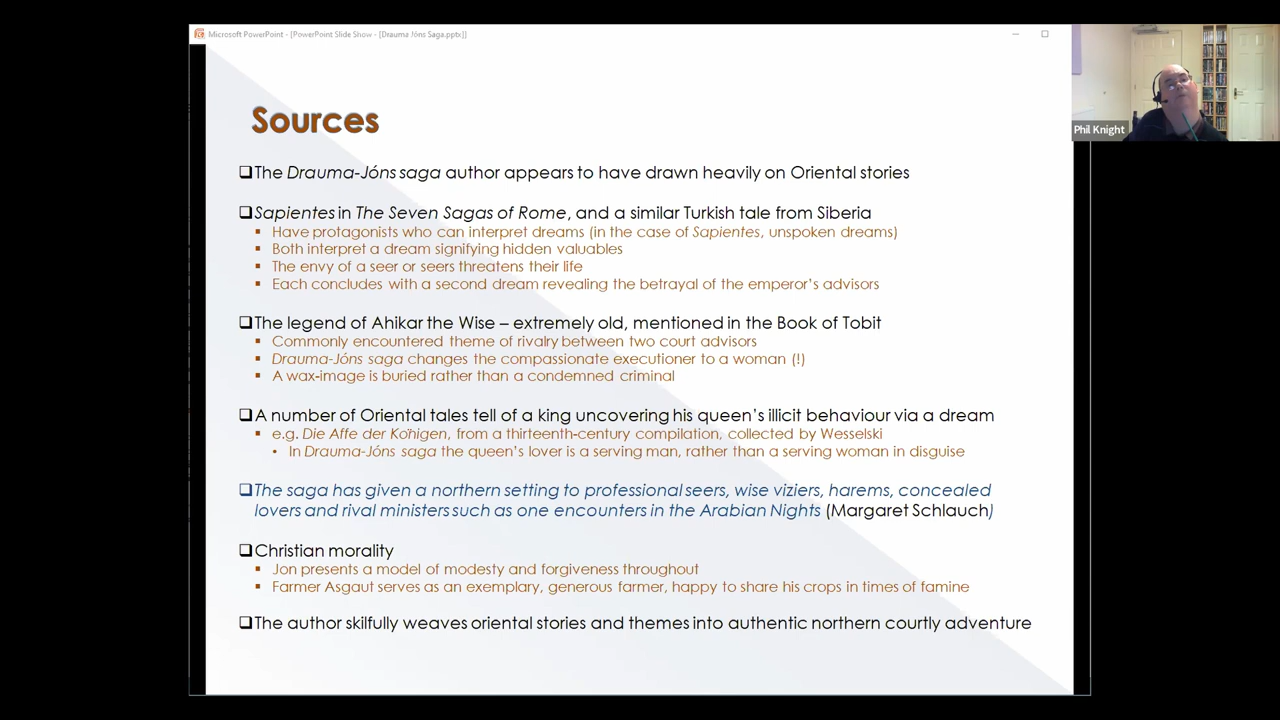 Microsoft PowerPoint - [PowerPoint Slide Show - [Drauma Jóns Saga.pptx]]
Phil Knight
Sources
The Drauma-Jóns saga author appears to have drawn heavily on Oriental stories
Sapientes in The Seven Sagas of Rome, and a similar Turkish tale from Siberia
Have protagonists who can interpret dreams (in the case of Sapientes, unspoken dreams)
Both interpret a dream signifying hidden valuables
The envy of a seer or seers threatens their life
Each concludes with a second dream revealing the betrayal of the emperor's advisors
The legend of Ahikar the Wise – extremely old, mentioned in the Book of Tobit
Commonly encountered theme of rivalry between two court advisors
Drauma-Jóns saga changes the compassionate executioner to a woman (!)
A wax-image is buried rather than a condemned criminal
A number of Oriental tales tell of a king uncovering his queen's illicit behaviour via a dream
e.g. Die Affe der Königen, from a thirteenth-century compilation, collected by Wesselski
In Drauma-Jóns saga the queen's lover is a serving man, rather than a serving woman in disguise
The saga has given a northern setting to professional seers, wise viziers, harems, concealed
lovers and rival ministers such as one encounters in the Arabian Nights (Margaret Schlauch)
Christian morality
Jon presents a model of modesty and forgiveness throughout
Farmer Asgaut serves as an exemplary, generous farmer, happy to share his crops in times of famine
The author skilfully weaves oriental stories and themes into authentic northern courtly adventure